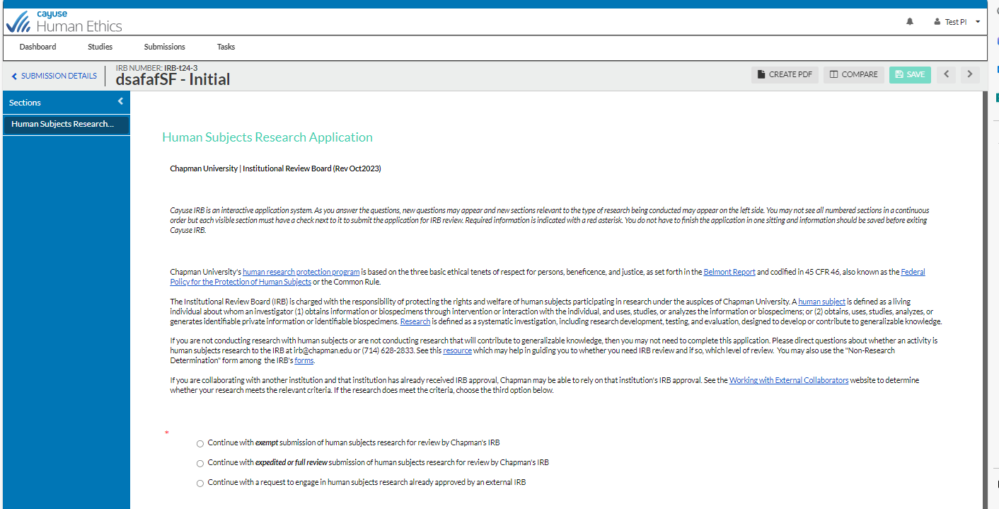 cayuse
Human Ethics
Test PI
Dashboard Studies Submissions Tasks
SUBMISSION DETAILS
IRB NUMBER: IRB-t24-3
dsafafSF - Initial
CREATE PDF COMPARE SAVE
Sections
Human Subjects Research...
Human Subjects Research Application
Chapman University | Institutional Review Board (Rev Oct2023)
Cayuse IRB is an interactive application system. As you answer the questions, new questions may appear and new sections relevant to the type of research being conducted may appear on the left side. You may not see all numbered sections in a continuous
order but each visible section must have a check next to it to submit the application for IRB review. Required information is indicated with a red asterisk. You do not have to finish the application in one sitting and information should be saved before exiting
Cayuse IRB.
Chapman University's human research protection program is based on the three basic ethical tenets of respect for persons, beneficence, and justice, as set forth in the Belmont Report and codified in 45 CFR 46, also known as the Federal
Policy for the Protection of Human Subjects or the Common Rule.
The Institutional Review Board (IRB) is charged with the responsibility of protecting the rights and welfare of human subjects participating in research under the auspices of Chapman University. A human subject is defined as a living
individual about whom an investigator (1) obtains information or biospecimens through intervention or interaction with the individual, and uses, studies, or analyzes the information or biospecimens; or (2) obtains, uses, studies, analyzes, or
generates identifiable private information or identifiable biospecimens. Research is defined as a systematic investigation, including research development, testing, and evaluation, designed to develop or contribute to generalizable knowledge.
If you are not conducting research with human subjects or are not conducting research that will contribute to generalizable knowledge, then you may not need to complete this application. Please direct questions about whether an activity is
human subjects research to the IRB at irb@chapman.edu or (714) 628-2833. See this resource which may help in guiding you to whether you need IRB review and if so, which level of review. You may also use the "Non-Research
Determination" form among the IRB's forms.
If you are collaborating with another institution and that institution has already received IRB approval, Chapman may be able to rely on that institution's IRB approval. See the Working with External Collaborators website to determine
whether your research meets the relevant criteria. If the research does meet the criteria, choose the third option below.
*
Continue with exempt submission of human subjects research for review by Chapman's IRB
Continue with expedited or full review submission of human subjects research for review by Chapman's IRB
Continue with a request to engage in human subjects research already approved by an external IRB